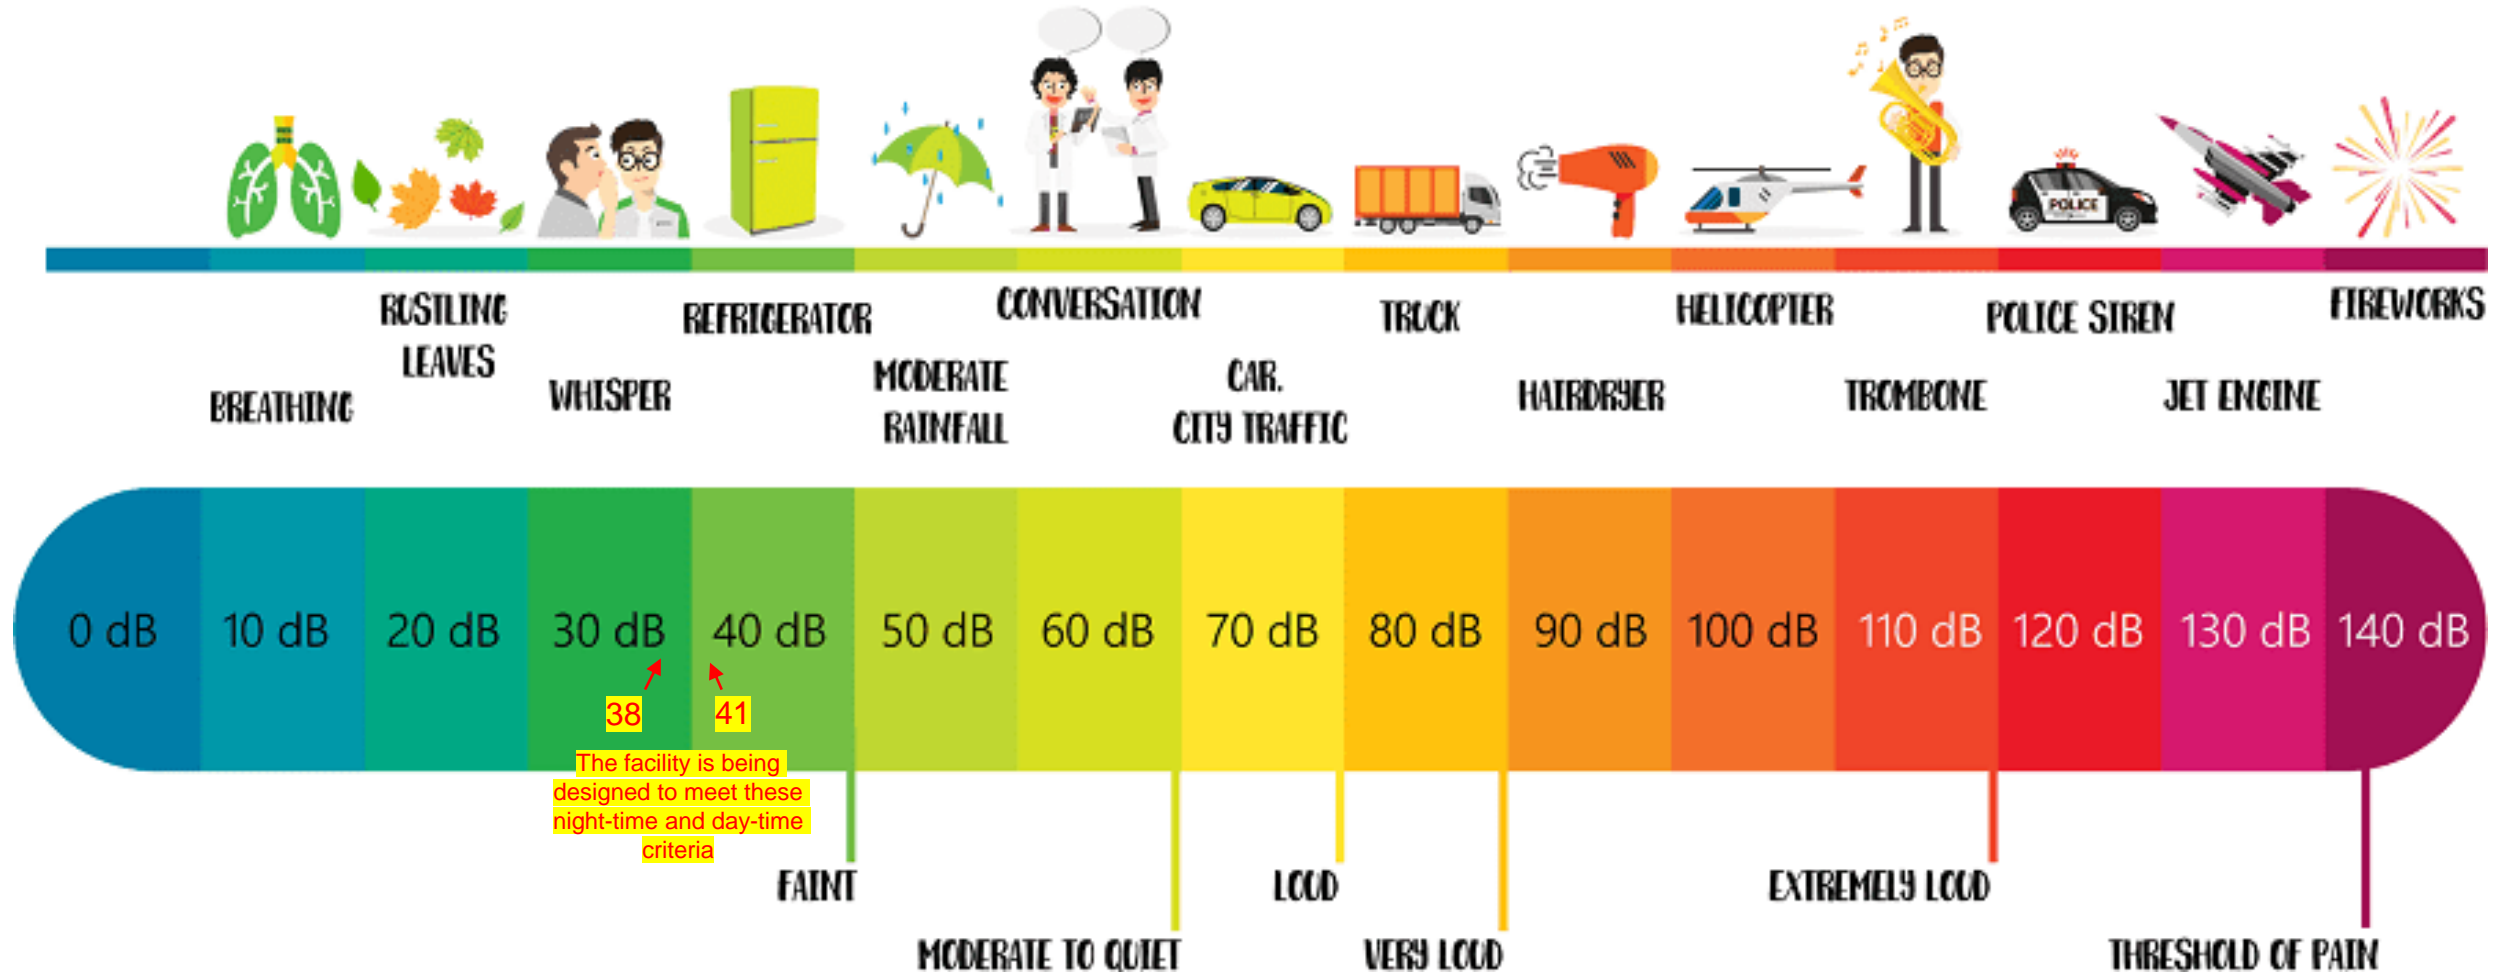 POLICE
RUSTLING
LEAVES
BREATHING
WHISPER
REFRIGERATOR
MODERATE
RAINFALL
CONVERSATION
CAR.
CITY TRAFFIC
TRUCK
HAIRDRYER
HELICOPTER
TROMBONE
POLICE SIREN
JET ENGINE
FIREWORKS
0 dB 10 dB 20 dB 30 dB 40 dB 50 dB 60 dB 70 dB 80 dB 90 dB 100 dB 110 dB 120 dB 130 dB 140 dB
38 41
The facility is being
designed to meet these
night-time and day-time
criteria
FAINT
MODERATE TO QUIET
LOUD
VERY LOUD
EXTREMELY LOUD
THRESHOLD OF PAIN